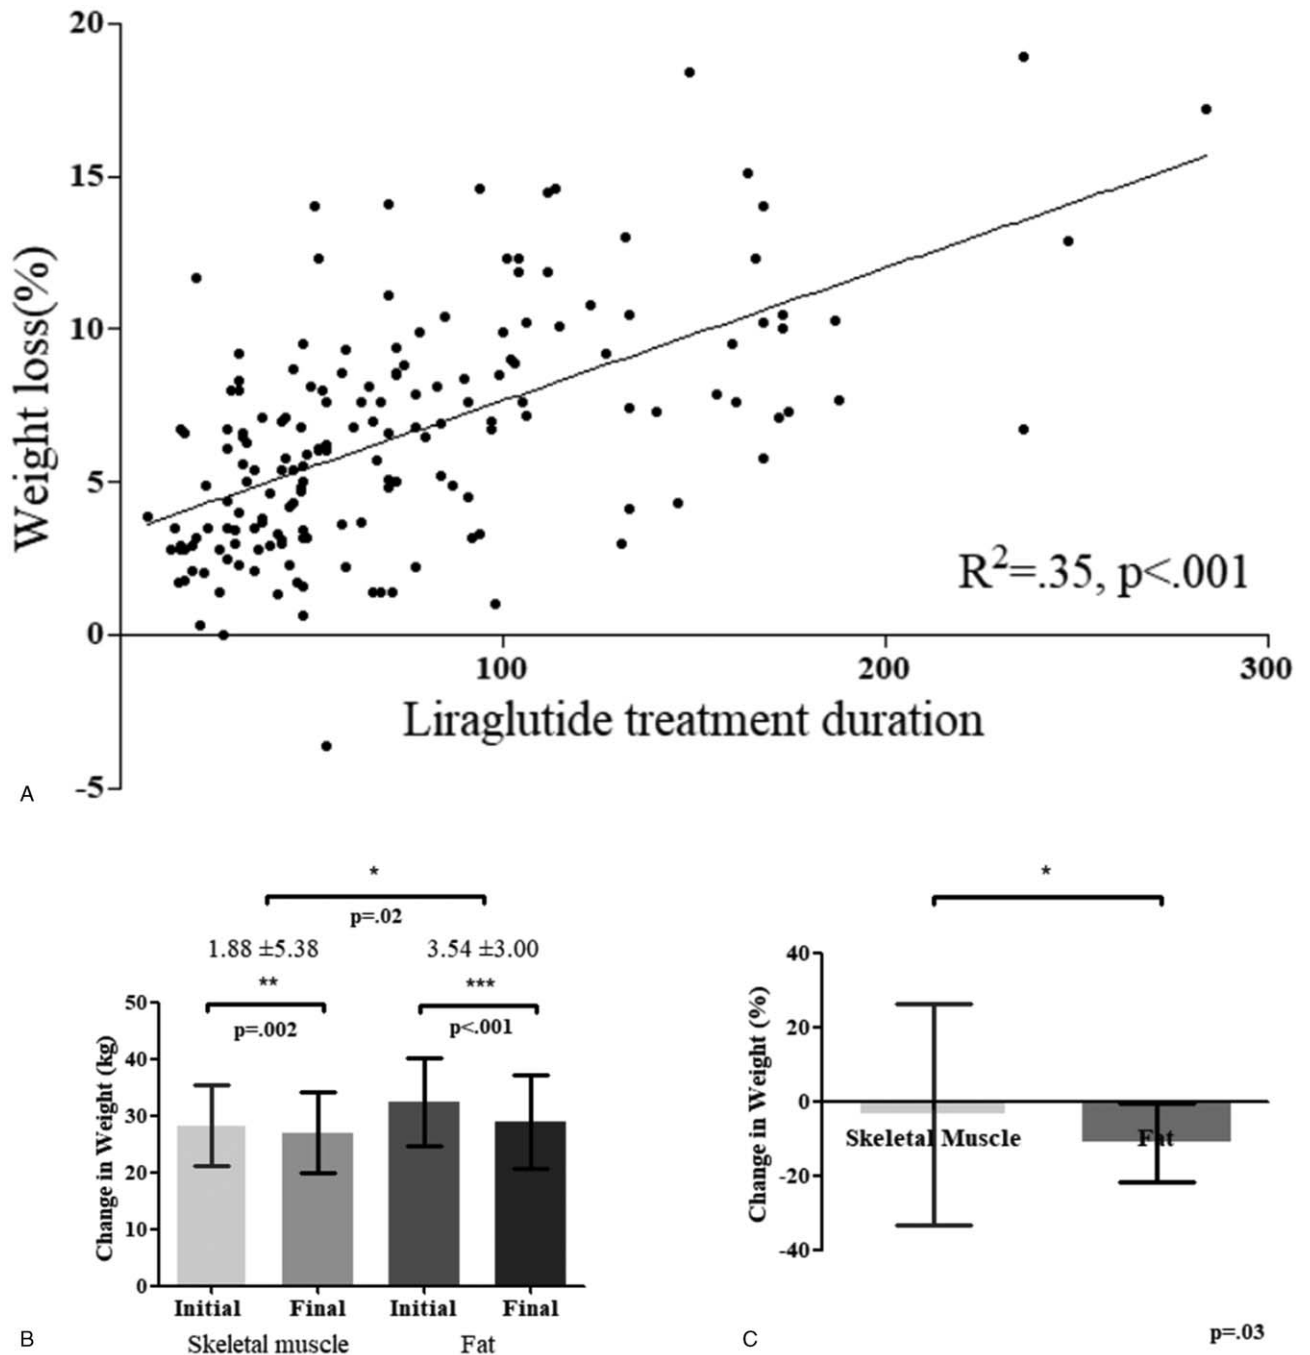 20
15
10
5
0
-5
Weight loss(%)
R²=.35, p<.001
100 200 300
Liraglutide treatment duration
A
*
p=.02
1.88 ±5.38 3.54 ±3.00
** ***
p=.002 p<.001
50
40
30
20
10
0
Change in Weight (kg)
Initial Final Initial Final
Skeletal muscle Fat
B
*
40
20
0
-20
-40
Change in Weight (%)
Skeletal Muscle Fat
C
p=.03